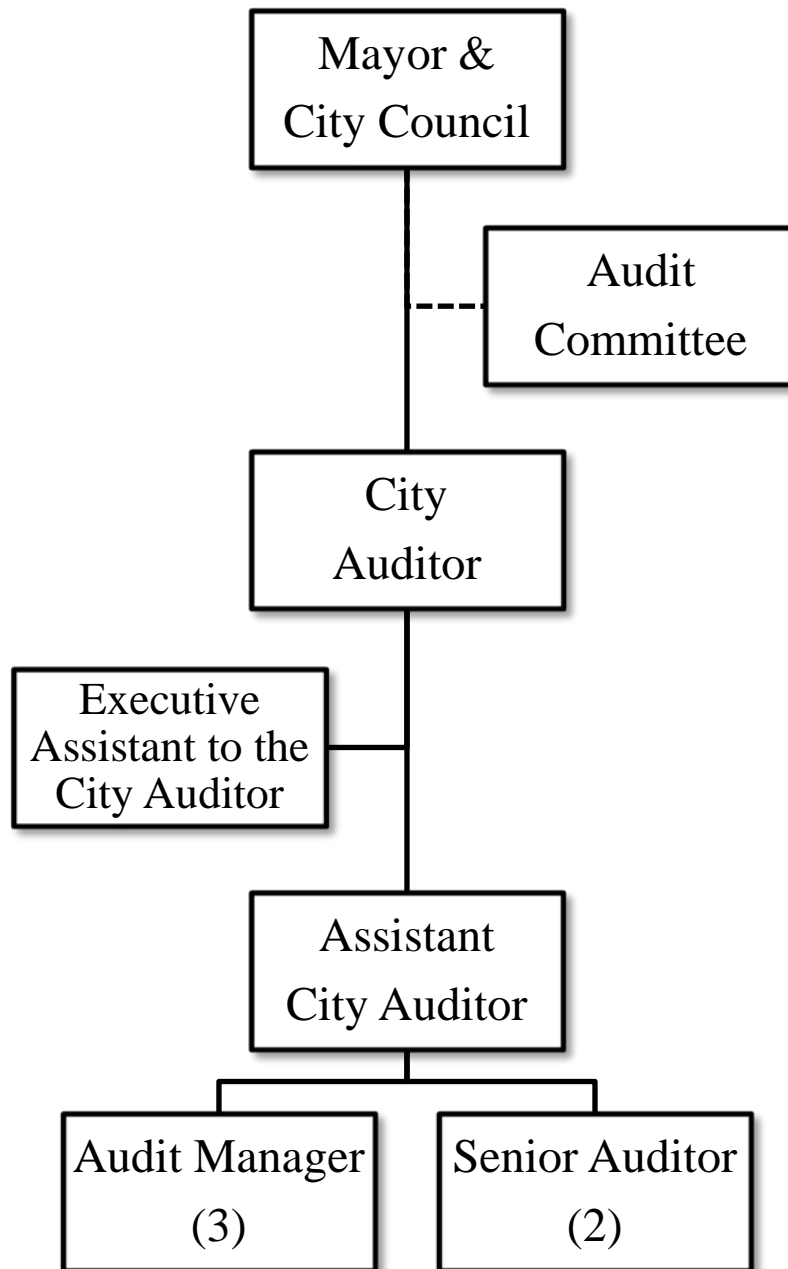 Mayor &
City Council
Audit
Committee
City
Auditor
Executive
Assistant to the
City Auditor
Assistant
City Auditor
Audit Manager
(3)
Senior Auditor
(2)